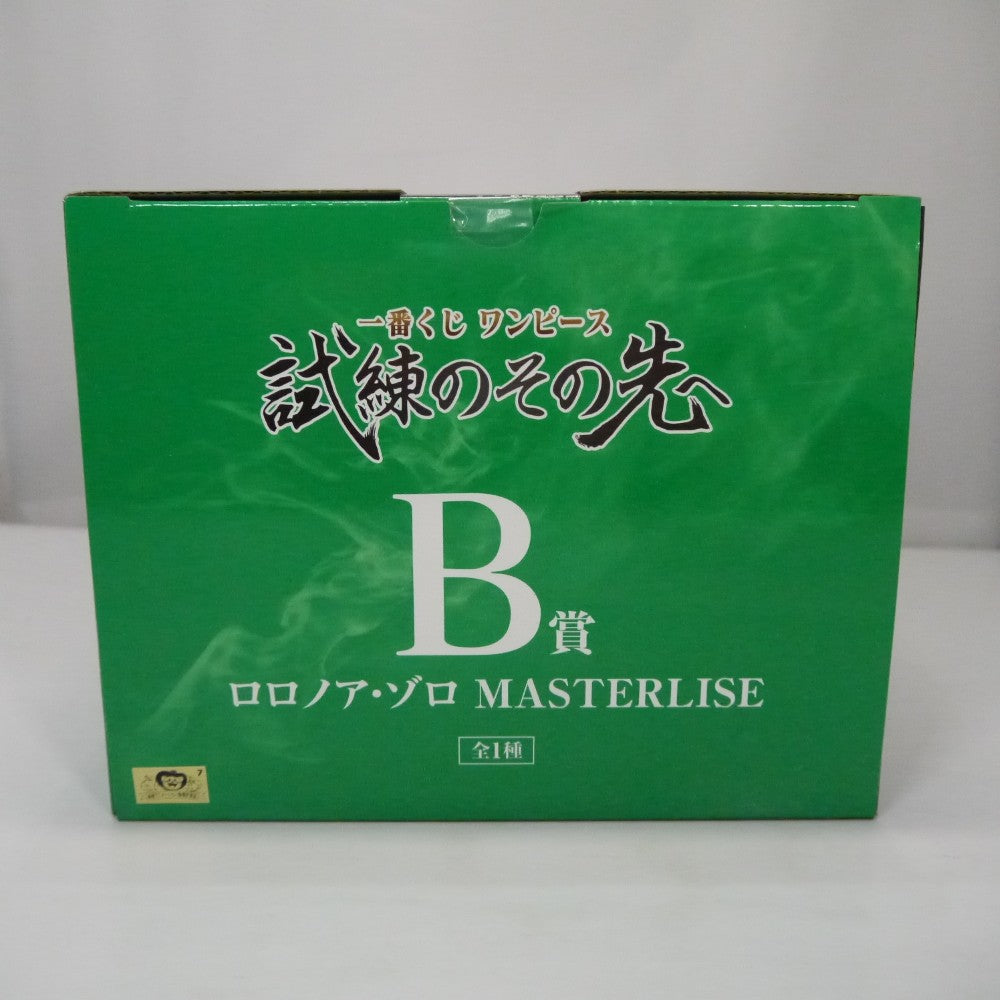 一番くじ ワンピース
試練のその先へ
B賞
ロロノア・ゾロ MASTERLISE
全1種
7